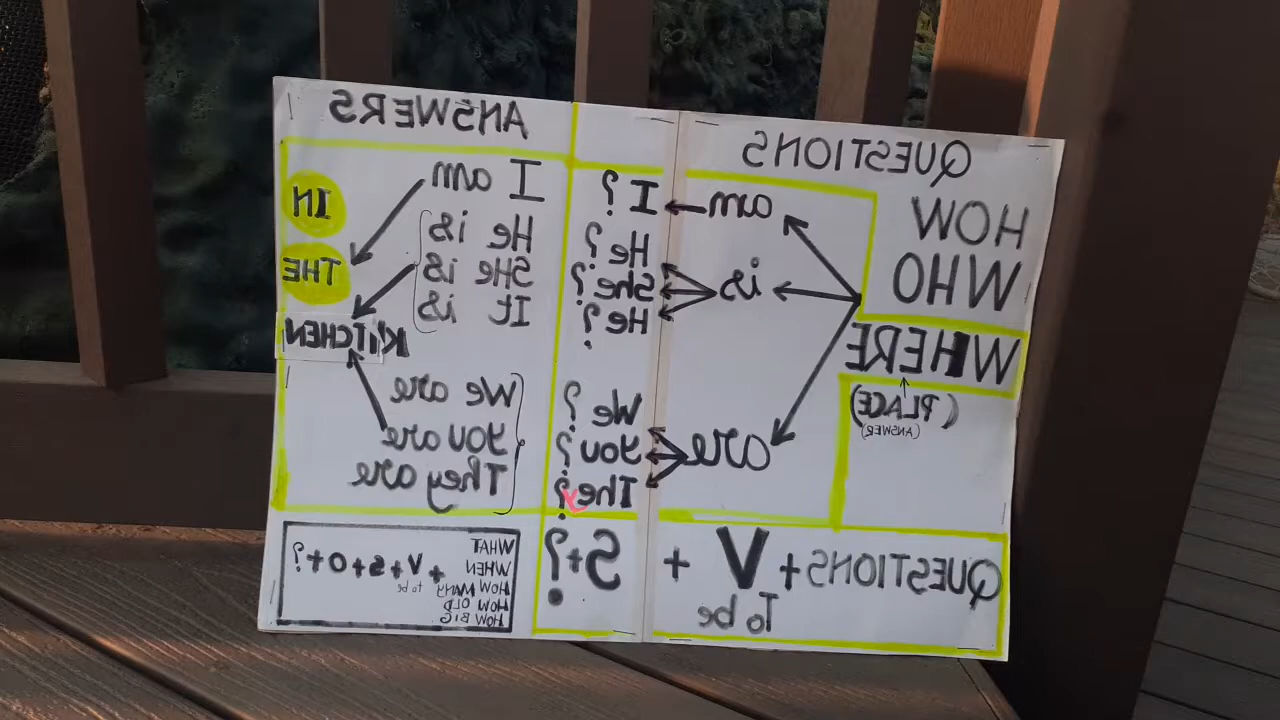 QUESTIONS
HOW
WHO
WHERE
(PLACE)
(ANSWER)
am
is
are
I?
He?
She?
He?
We?
You?
They?
QUESTIONS + V + S+?
To be
ANSWERS
I am
He is
SHe is
It is
We are
you are
They are
IN
THE
KITCHEN
WHAT
WHEN
HOW MANY
HOW OLD
HOW BIG
+V+S+O+?
to be